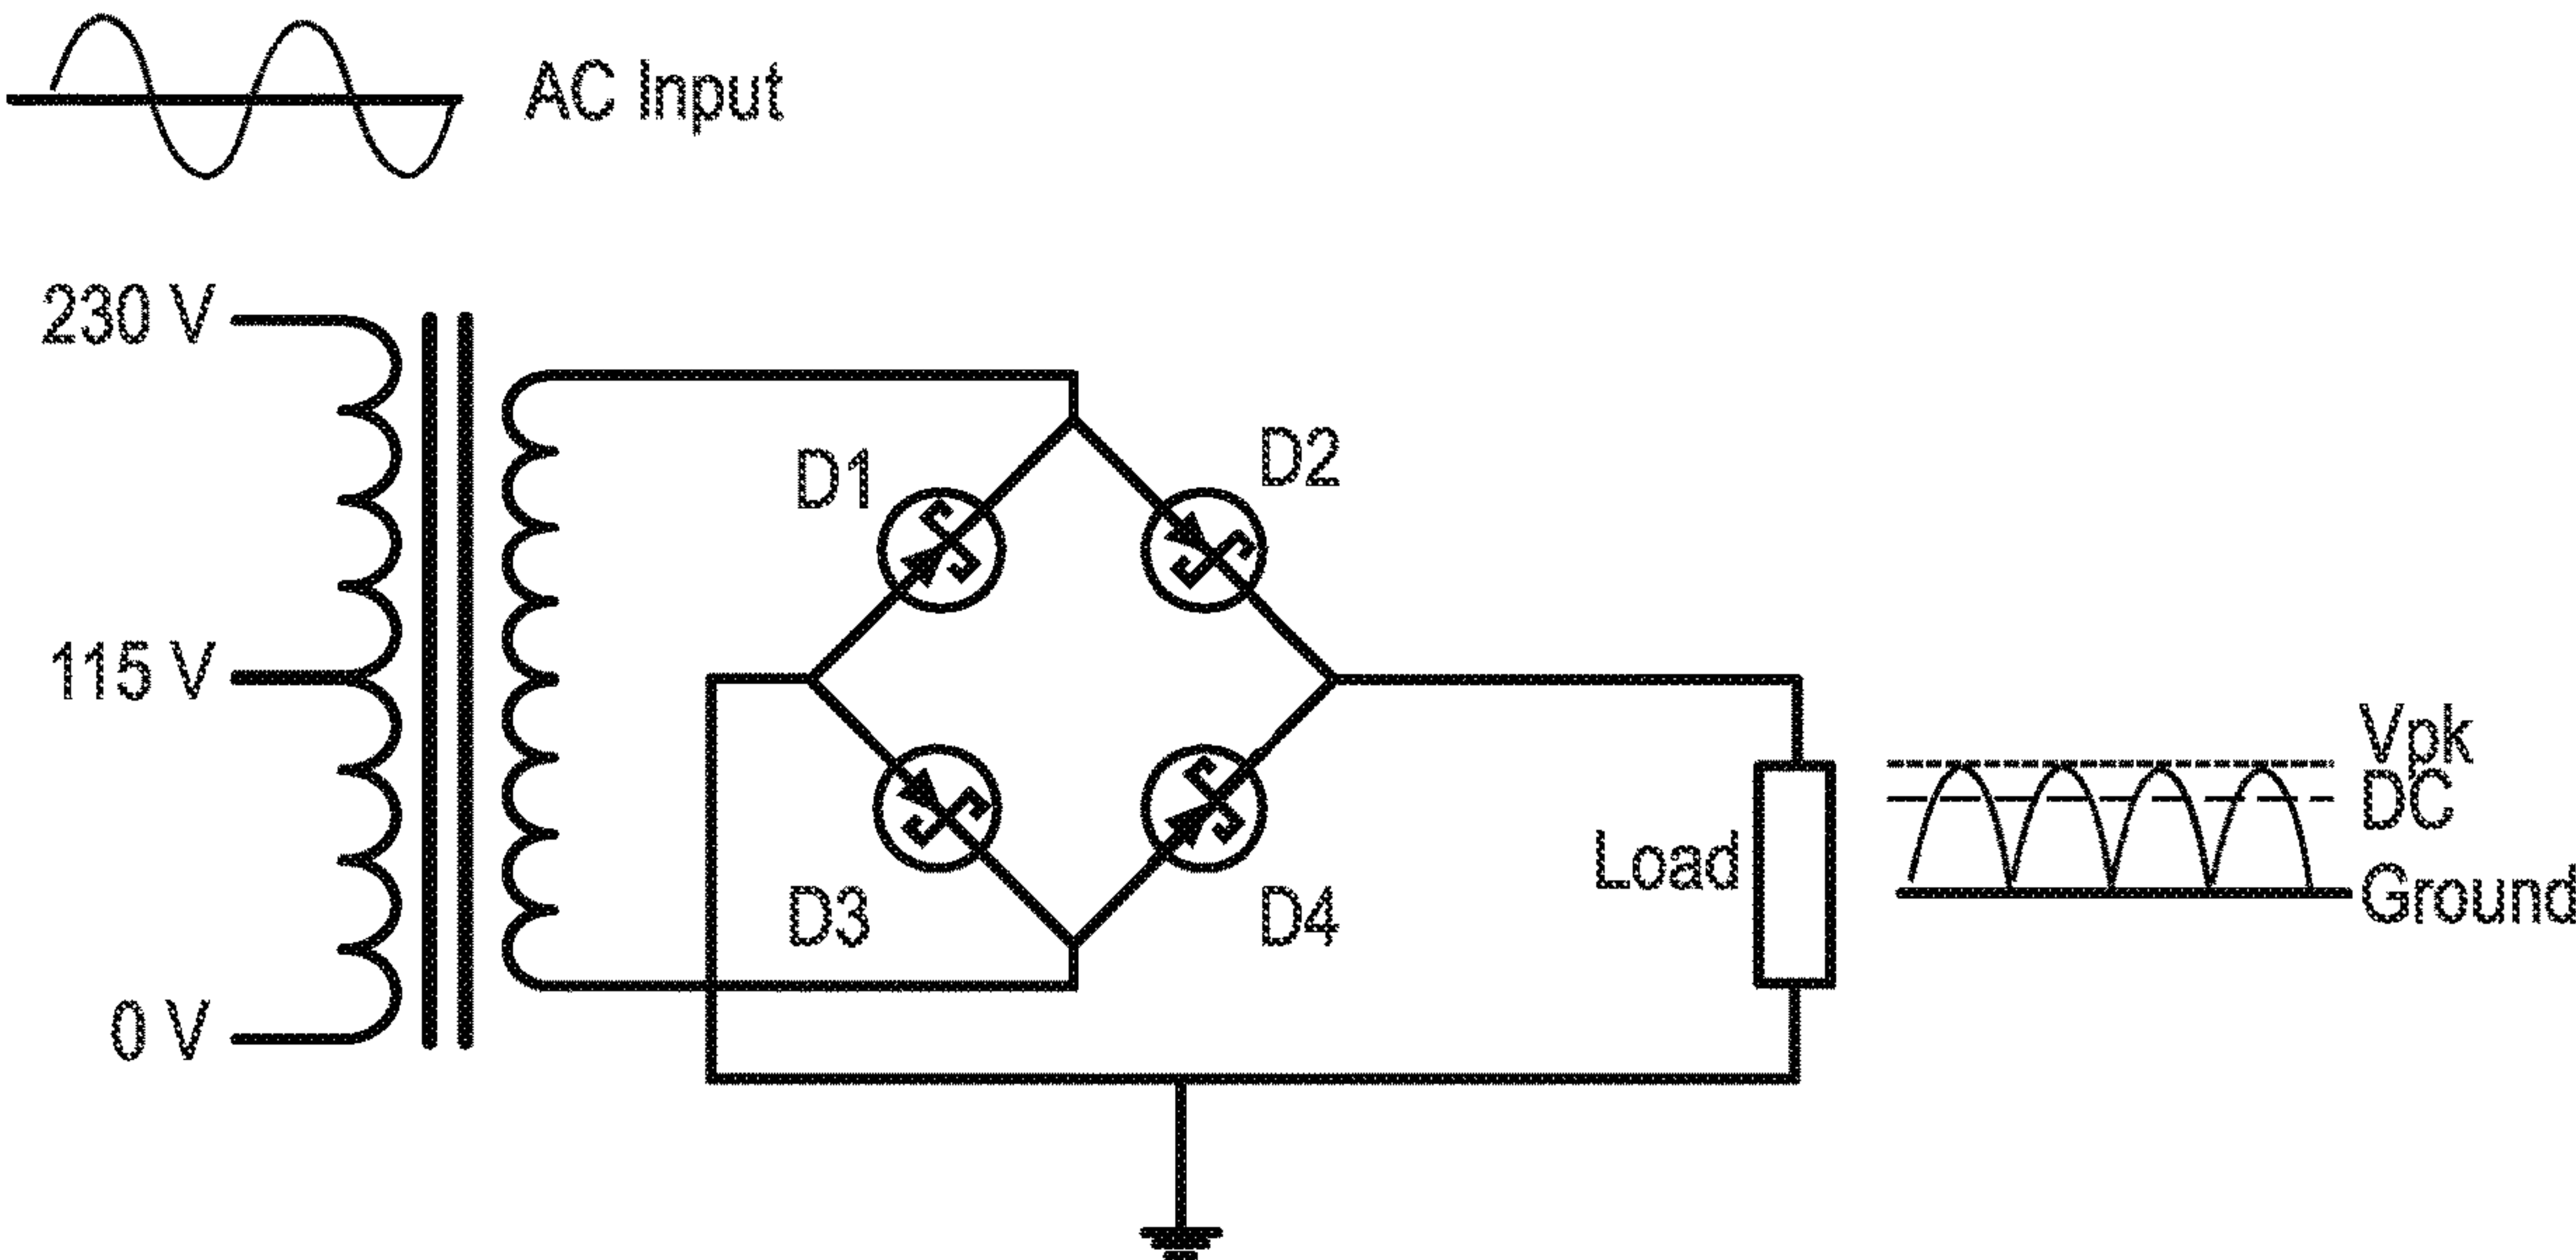 AC Input
230 V
D1
D2
115 V
Vpk
DC
Load
Ground
D3
D4
0 V